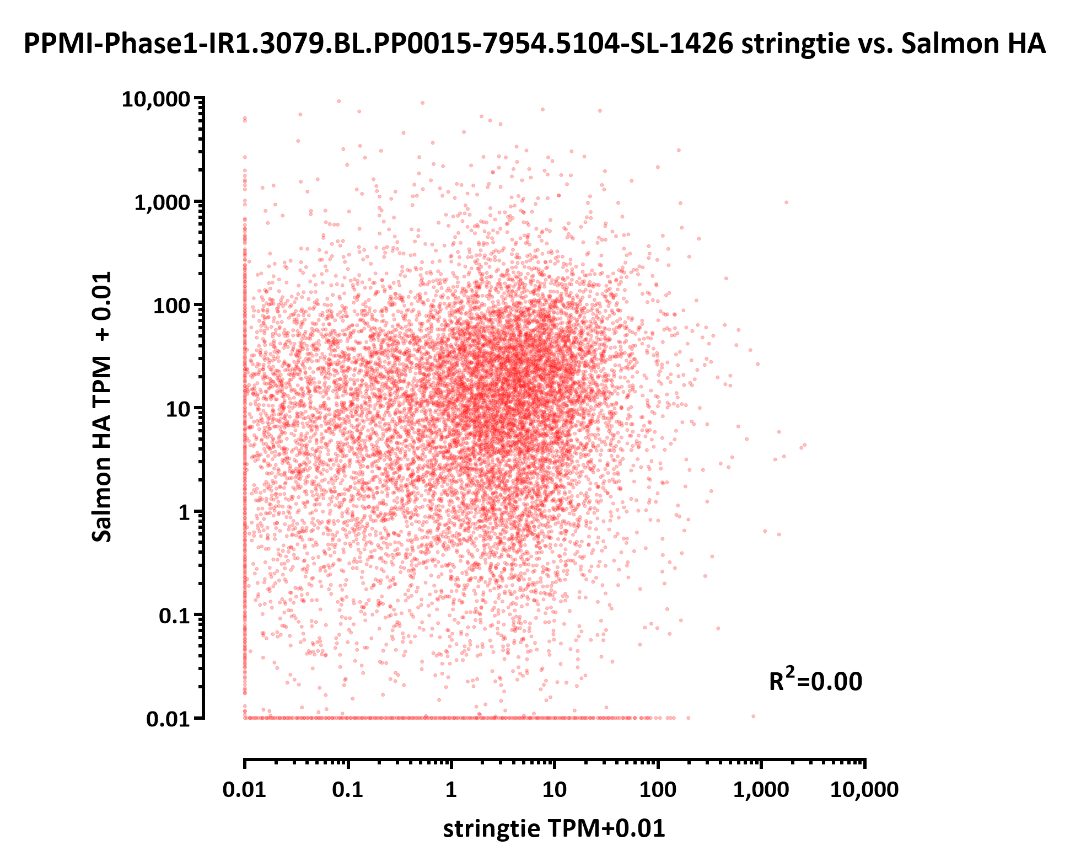 PPMI-Phase1-IR1.3079.BL.PP0015-7954.5104-SL-1426 stringtie vs. Salmon HA
10,000
1,000
100
10
1
0.1
0.01
Salmon HA TPM + 0.01
R²=0.00
0.01 0.1 1 10 100 1,000 10,000
stringtie TPM+0.01